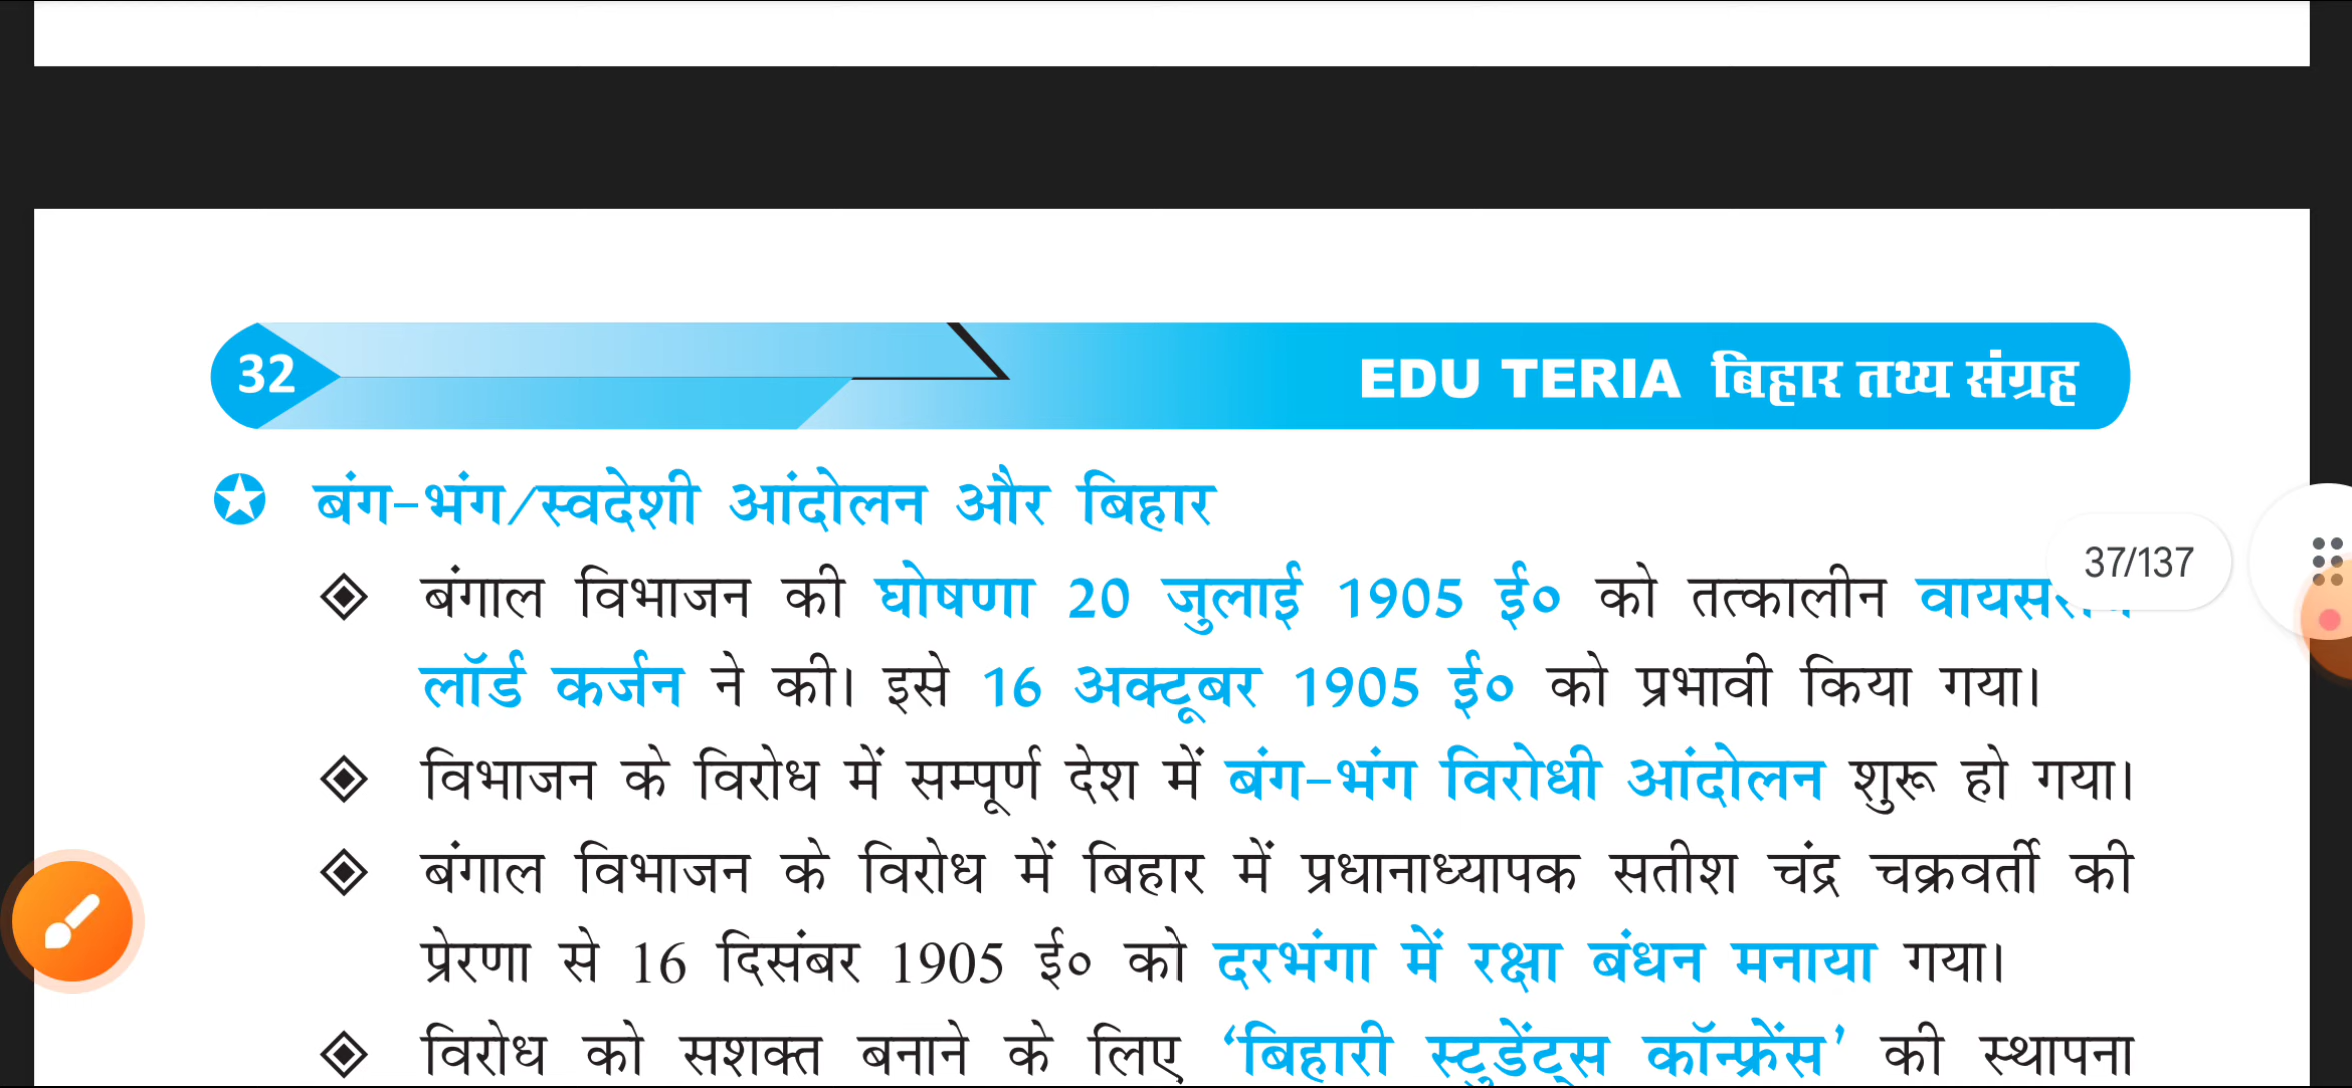 32
EDU TERIA बिहार तथ्य संग्रह
बंग-भंग/स्वदेशी आंदोलन और बिहार
37/137
बंगाल विभाजन की घोषणा 20 जुलाई 1905 ई० को तत्कालीन
लॉर्ड कर्जन ने की। इसे 16 अक्टूबर 1905 ई० को प्रभावी किया गया।
विभाजन के विरोध में सम्पूर्ण देश में बंग-भंग विरोधी आंदोलन शुरू हो गया।
बंगाल विभाजन के विरोध में बिहार में प्रधानाध्यापक सतीश चंद्र चक्रवर्ती की
प्रेरणा से 16 दिसंबर 1905 ई० को दरभंगा में रक्षा बंधन मनाया गया।
विरोध को सशक्त बनाने के लिए ‘बिहारी स्टुडेंट्स कॉन्फ्रेंस’ की स्थापना